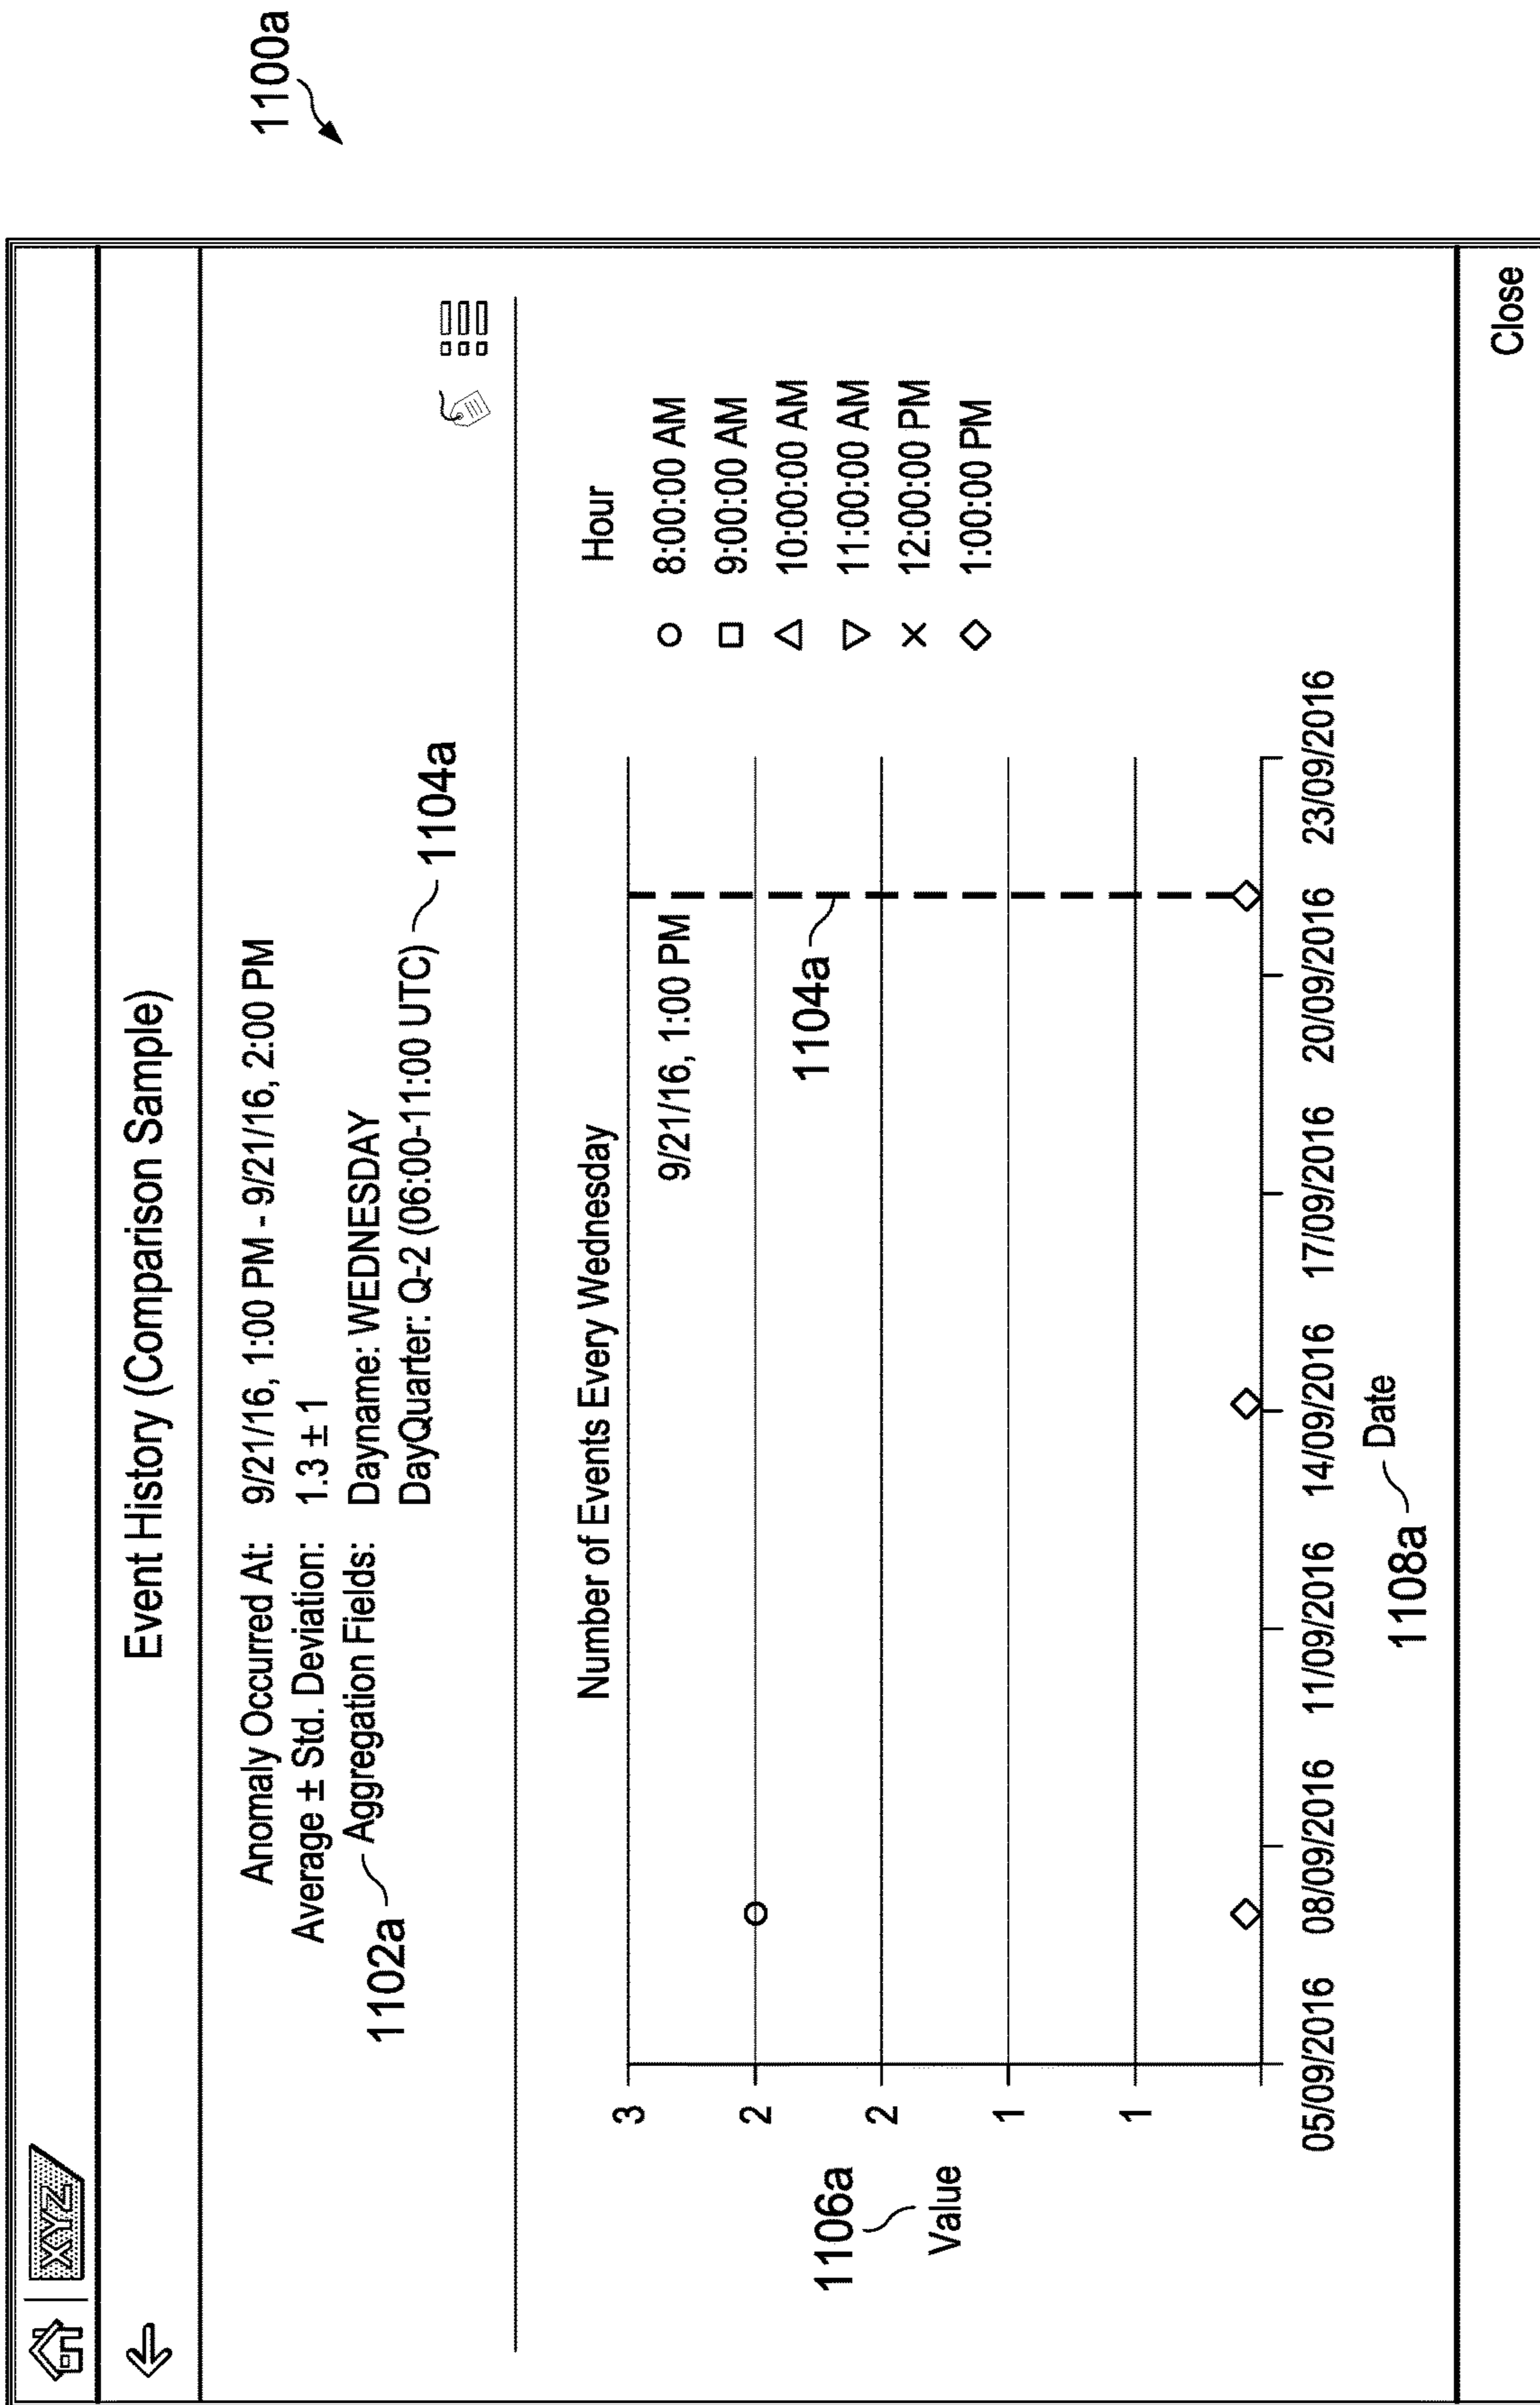 1100a
XYZ
Event History (Comparison Sample)
Anomaly Occurred At: 9/21/16, 1:00 PM - 9/21/16, 2:00 PM
Average ± Std. Deviation: 1.3 ± 1
1102a Aggregation Fields: Dayname: WEDNESDAY
DayQuarter: Q-2 (06:00-11:00 UTC) 1104a
Number of Events Every Wednesday
Hour
8:00:00 AM
9:00:00 AM
10:00:00 AM
11:00:00 AM
12:00:00 PM
1:00:00 PM
9/21/16, 1:00 PM
1104a
3
2
2
1
1
1106a
Value
05/09/2016 08/09/2016 11/09/2016 14/09/2016 17/09/2016 20/09/2016 23/09/2016
1108a Date
Close